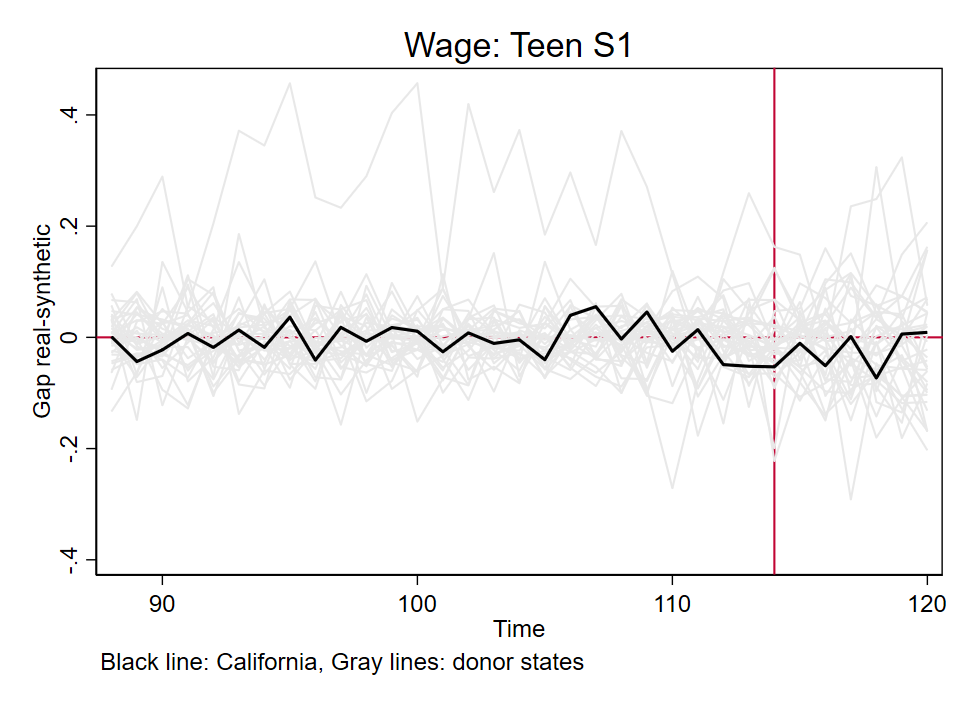 Wage: Teen S1
Gap real-synthetic
.4
.2
0
-.2
-.4
90 100 110 120
Time
Black line: California, Gray lines: donor states